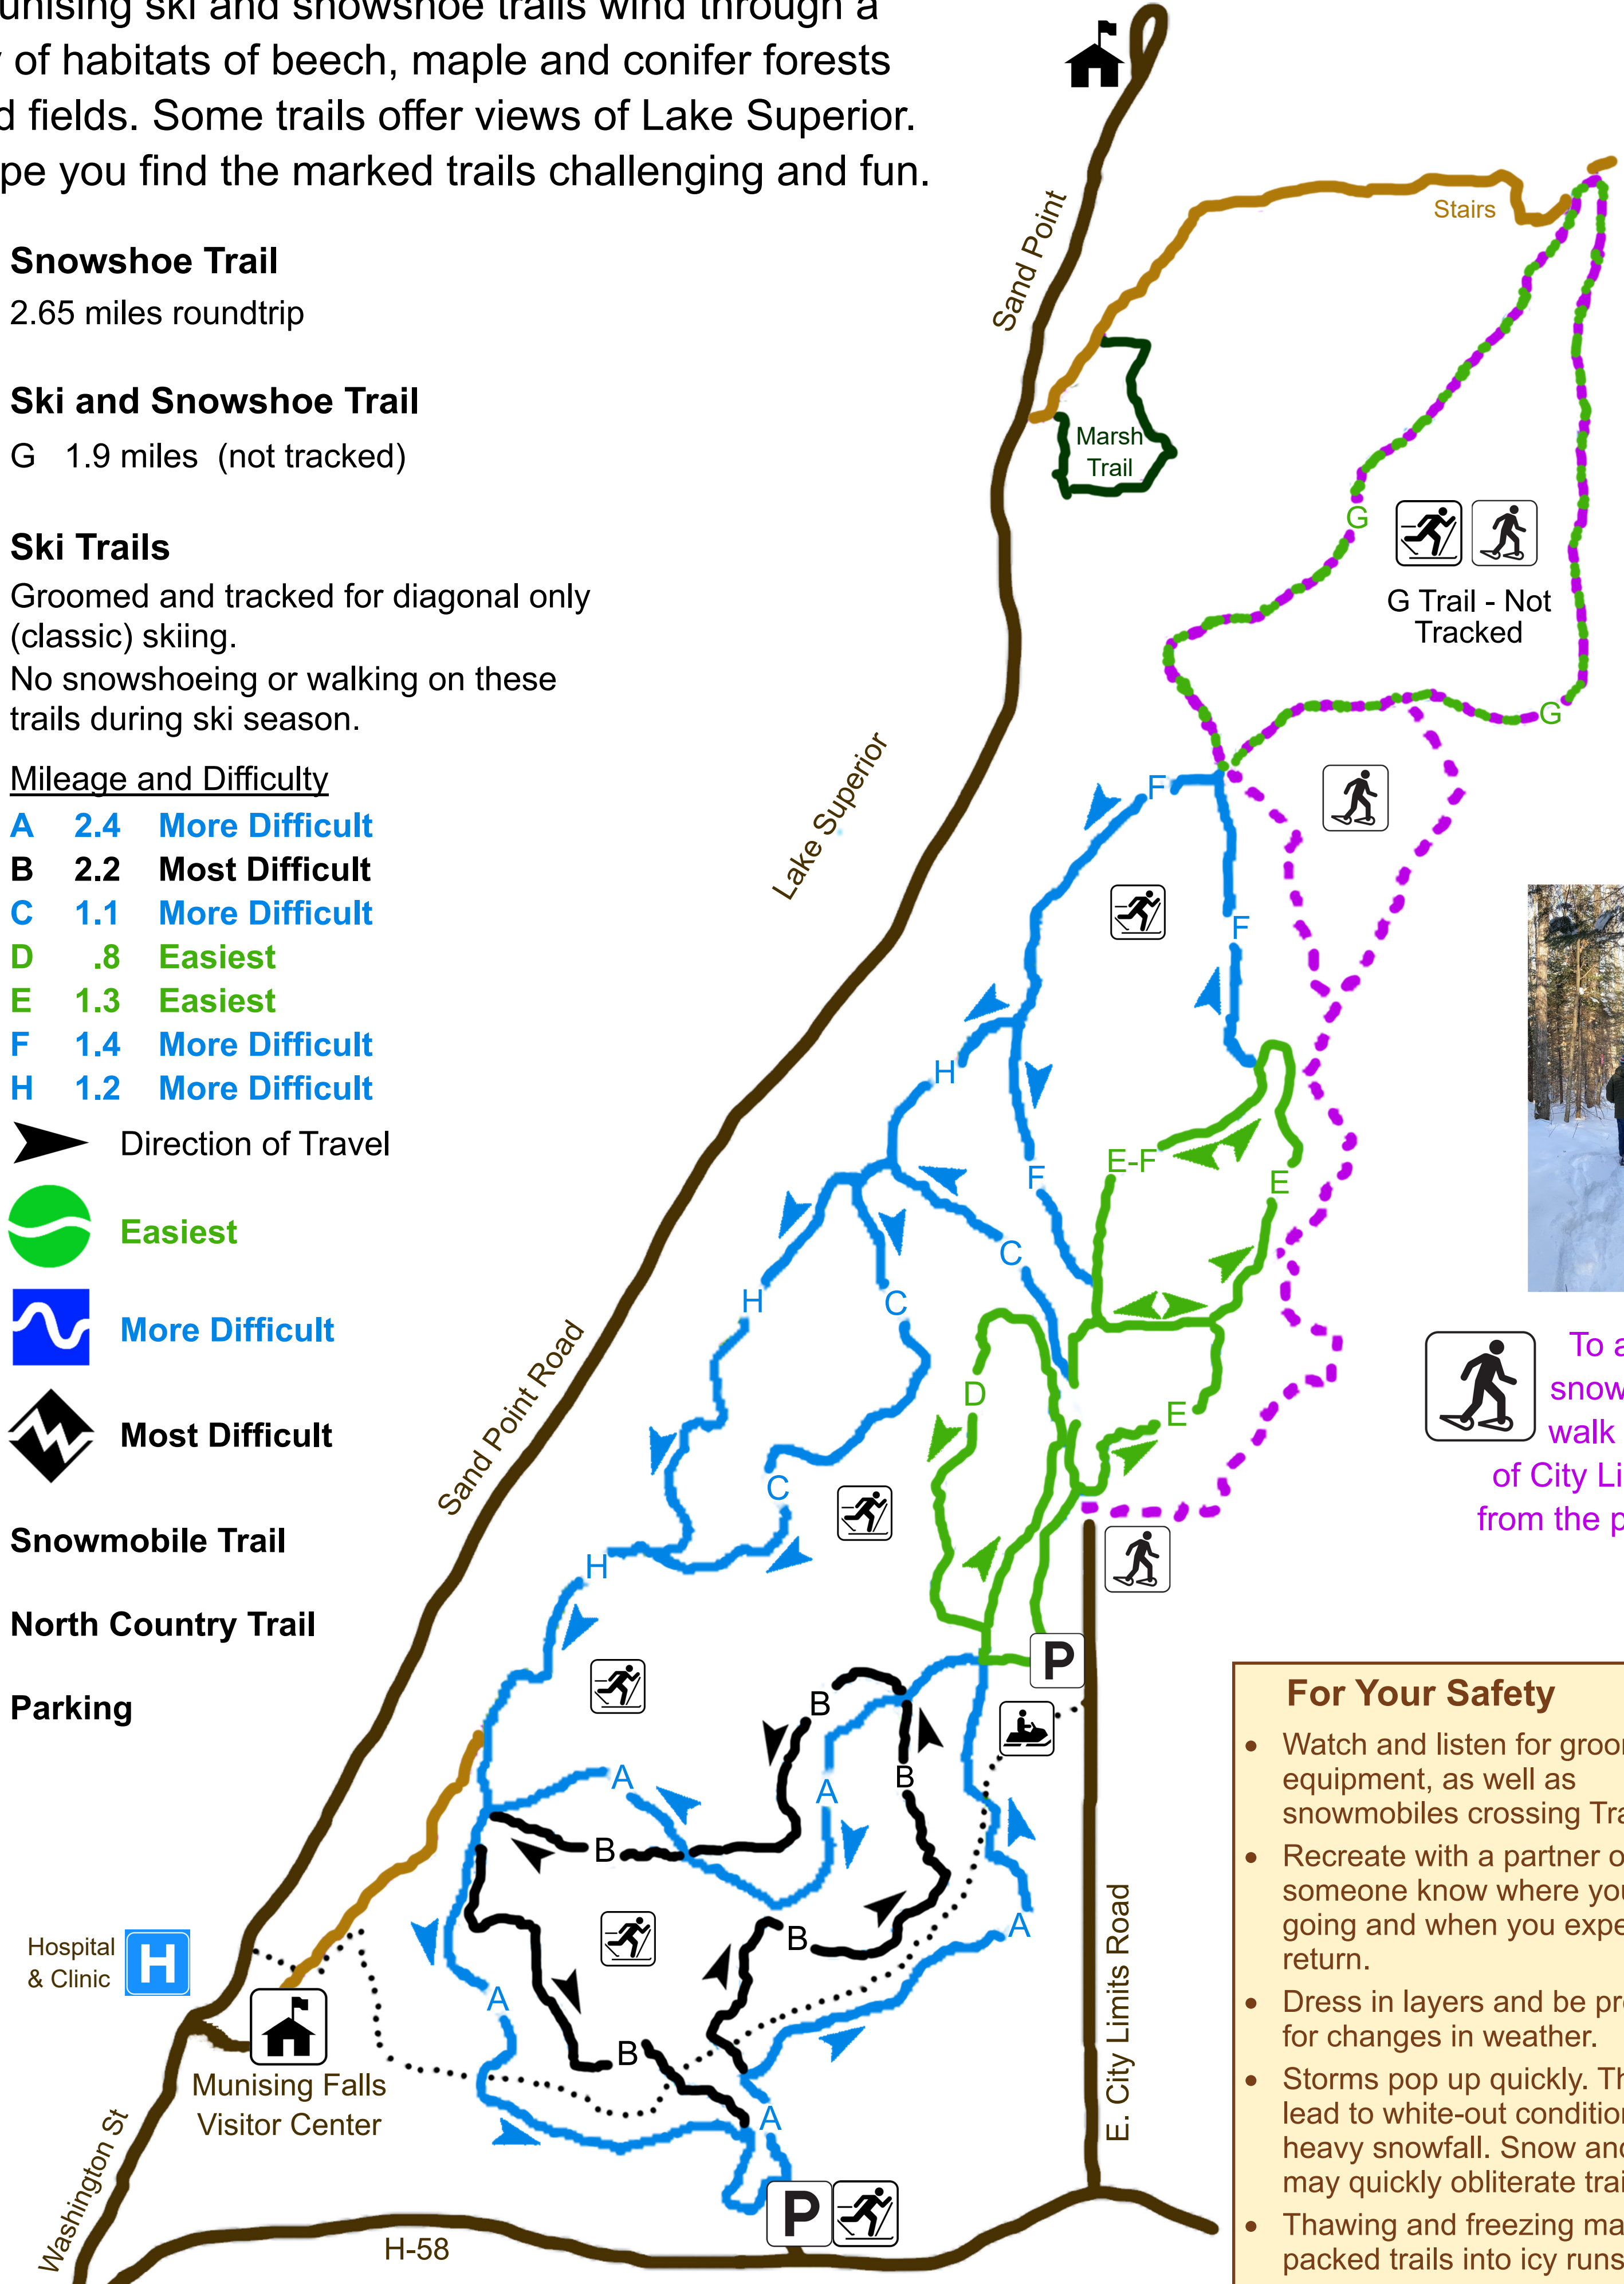 unising ski and snowshoe trails wind through a
of habitats of beech, maple and conifer forests
d fields. Some trails offer views of Lake Superior.
pe you find the marked trails challenging and fun.
Snowshoe Trail
2.65 miles roundtrip
Ski and Snowshoe Trail
G 1.9 miles (not tracked)
Ski Trails
Groomed and tracked for diagonal only
(classic) skiing.
No snowshoeing or walking on these
trails during ski season.
Mileage and Difficulty
A 2.4 More Difficult
B 2.2 Most Difficult
C 1.1 More Difficult
D .8 Easiest
E 1.3 Easiest
F 1.4 More Difficult
H 1.2 More Difficult
Direction of Travel
Easiest
More Difficult
Most Difficult
Snowmobile Trail
North Country Trail
Parking
Sand Point
Stairs
Marsh
Trail
G
G Trail - Not
Tracked
G
Lake Superior
F
F
H
E-F
F
E
C
H
C
D
E
Sand Point Road
C
H
To a
snow
walk
of City Li
from the p
P
B
A
A
B
B
B
A
A
B
A
E. City Limits Road
Hospital
& Clinic
H
Munising Falls
Visitor Center
Washington St
H-58
P
For Your Safety
• Watch and listen for groom
equipment, as well as
snowmobiles crossing Tra
• Recreate with a partner o
someone know where you
going and when you expe
return.
• Dress in layers and be pre
for changes in weather.
• Storms pop up quickly. Th
lead to white-out condition
heavy snowfall. Snow and
may quickly obliterate trai
• Thawing and freezing ma
packed trails into icy runs